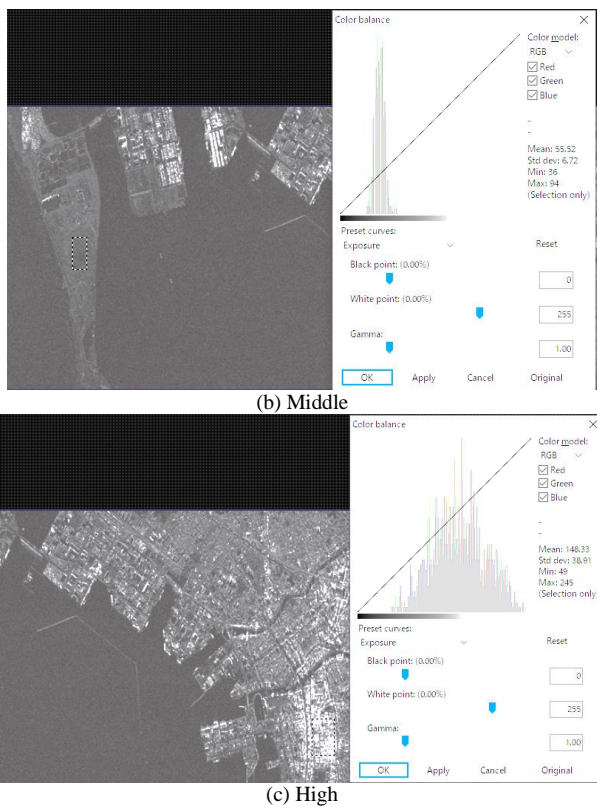 Color balance
Color model:
RGB
Red
Green
Blue
-
-
Mean: 55.52
Std dev: 6.72
Min: 36
Max: 94
(Selection only)
Preset curves:
Exposure
Reset
Black point: (0.00%)
0
White point: (0.00%)
255
Gamma:
1.00
OK Apply Cancel Original
(b) Middle
Color balance
Color model:
RGB
Red
Green
Blue
-
-
Mean: 148.33
Std dev: 38.91
Min: 49
Max: 245
(Selection only)
Preset curves:
Exposure
Reset
Black point: (0.00%)
0
White point: (0.00%)
255
Gamma:
1.00
OK Apply Cancel Original
(c) High